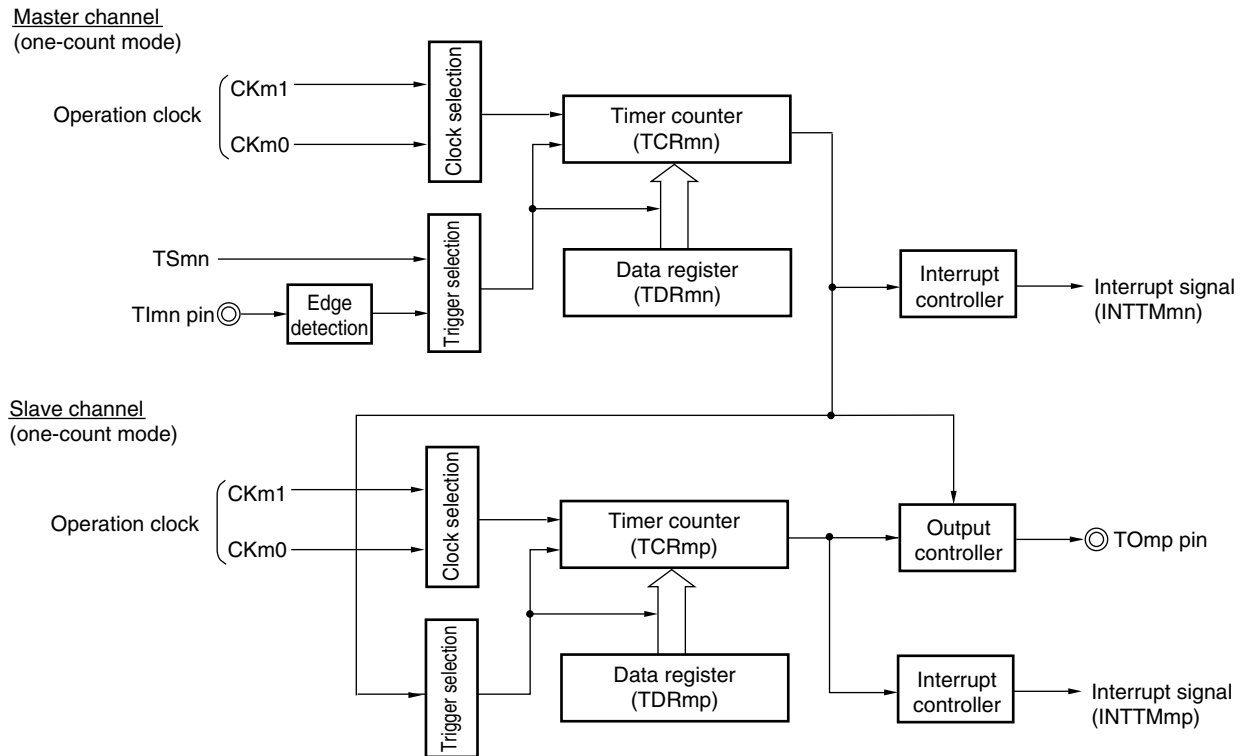 Master channel
(one-count mode)
Operation clock
CKm1
CKm0
Clock selection
Timer counter
(TCRmn)
TSmn
TImn pin
Edge
detection
Trigger selection
Data register
(TDRmn)
Interrupt
controller
Interrupt signal
(INTTMmn)
Slave channel
(one-count mode)
Operation clock
CKm1
CKm0
Clock selection
Timer counter
(TCRmp)
Output
controller
TOmp pin
Trigger selection
Data register
(TDRmp)
Interrupt
controller
Interrupt signal
(INTTMmp)